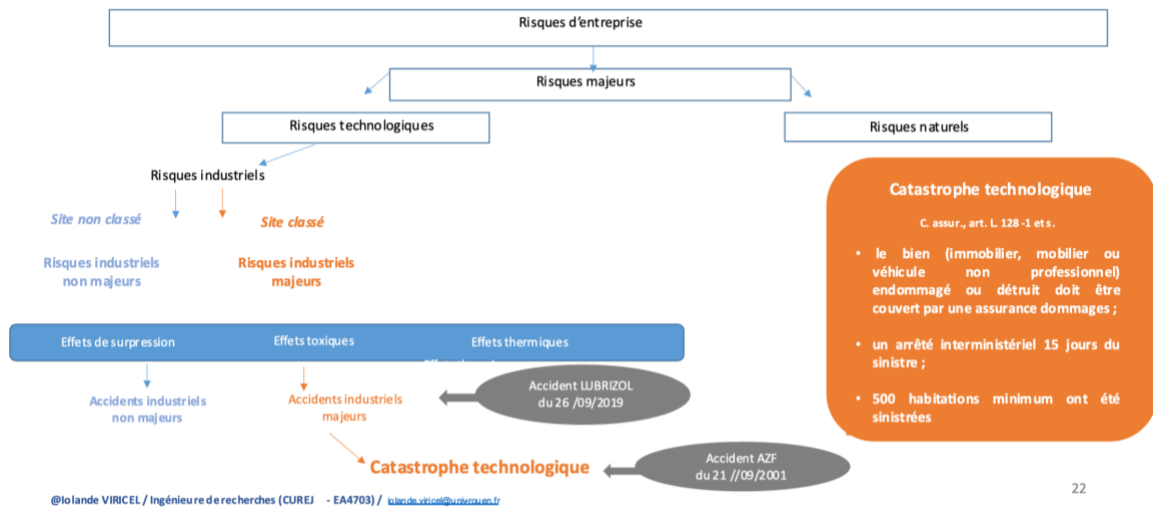 Risques d'entreprise
Risques majeurs
Risques technologiques
Risques naturels
Risques industriels
Site non classé
Site classé
Risques industriels
non majeurs
Risques industriels
majeurs
Effets de surpression
Effets toxiques
Effets thermiques
Accidents industriels
non majeurs
Accidents industriels
majeurs
Accident LUBRIZOL
du 26 /09/2019
Catastrophe technologique
Accident AZF
du 21 //09/2001
Catastrophe technologique
C. assur., art. L. 128 -1 et s.
• le bien (immobilier, mobilier ou
véhicule non professionnel)
endommagé ou détruit doit être
couvert par une assurance dommages ;
• un arrêté interministériel 15 jours du
sinistre ;
• 500 habitations minimum ont été
sinistrées
@Iolande VIRICEL / Ingénieure de recherches (CUREJ - EA4703) / iolande.viricel@univrouen.fr
22